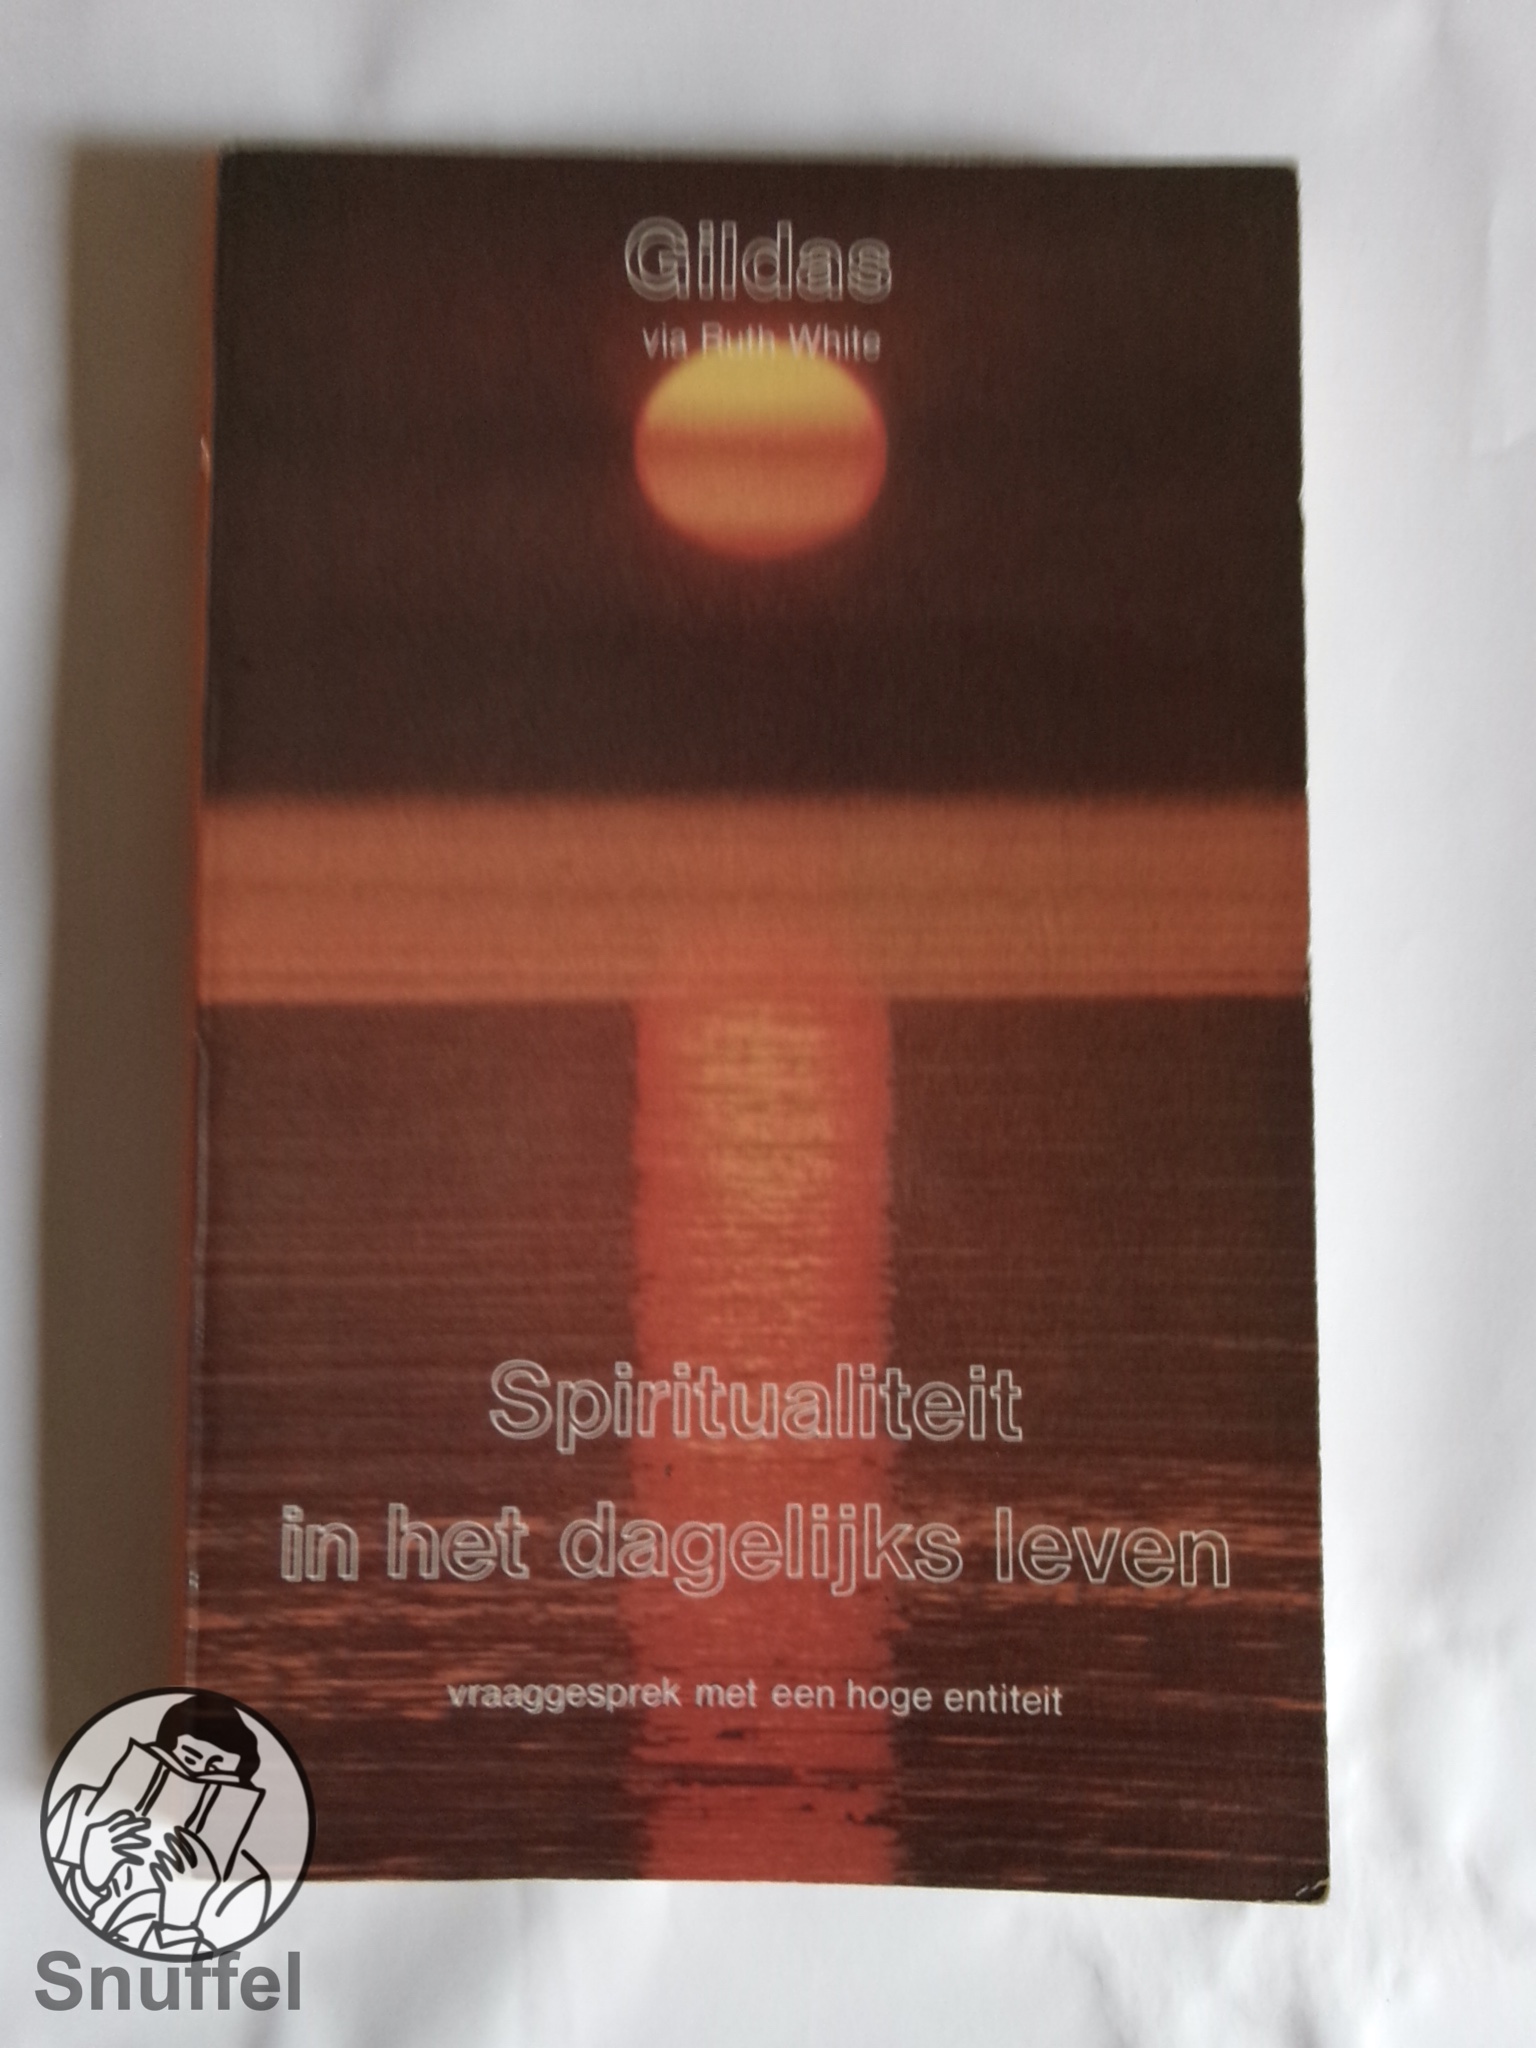 Gildas
via Ruth White
Spiritualiteit
in het dagelijks leven
vraaggesprek met een hoge entiteit
Snuffel